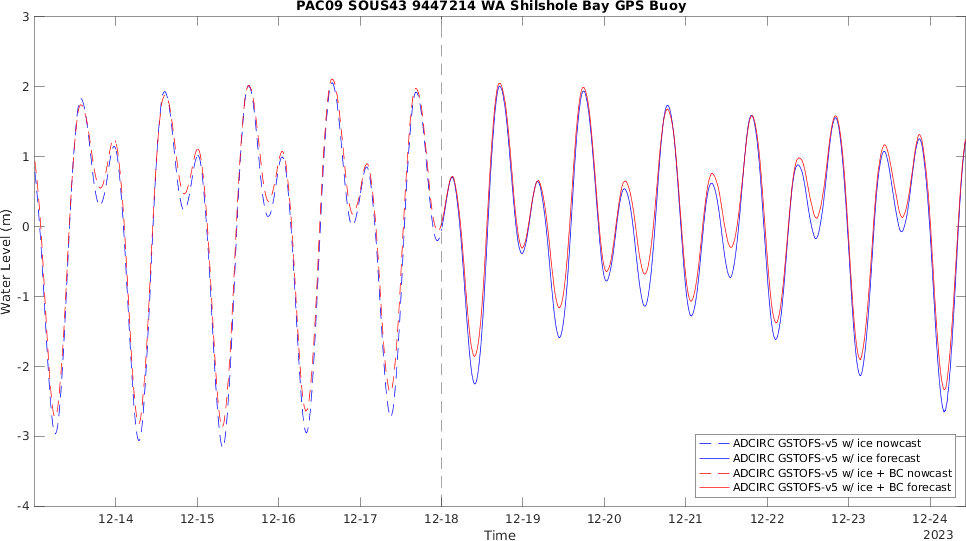 PAC09 SOUS43 9447214 WA Shilshole Bay GPS Buoy
3
2
1
0
-1
-2
-3
-4
Water Level (m)
ADCIRC GSTOFS-v5 w/ ice nowcast
ADCIRC GSTOFS-v5 w/ ice forecast
ADCIRC GSTOFS-v5 w/ ice + BC nowcast
ADCIRC GSTOFS-v5 w/ ice + BC forecast
12-14 12-15 12-16 12-17 12-18 12-19 12-20 12-21 12-22 12-23 12-24
Time
2023